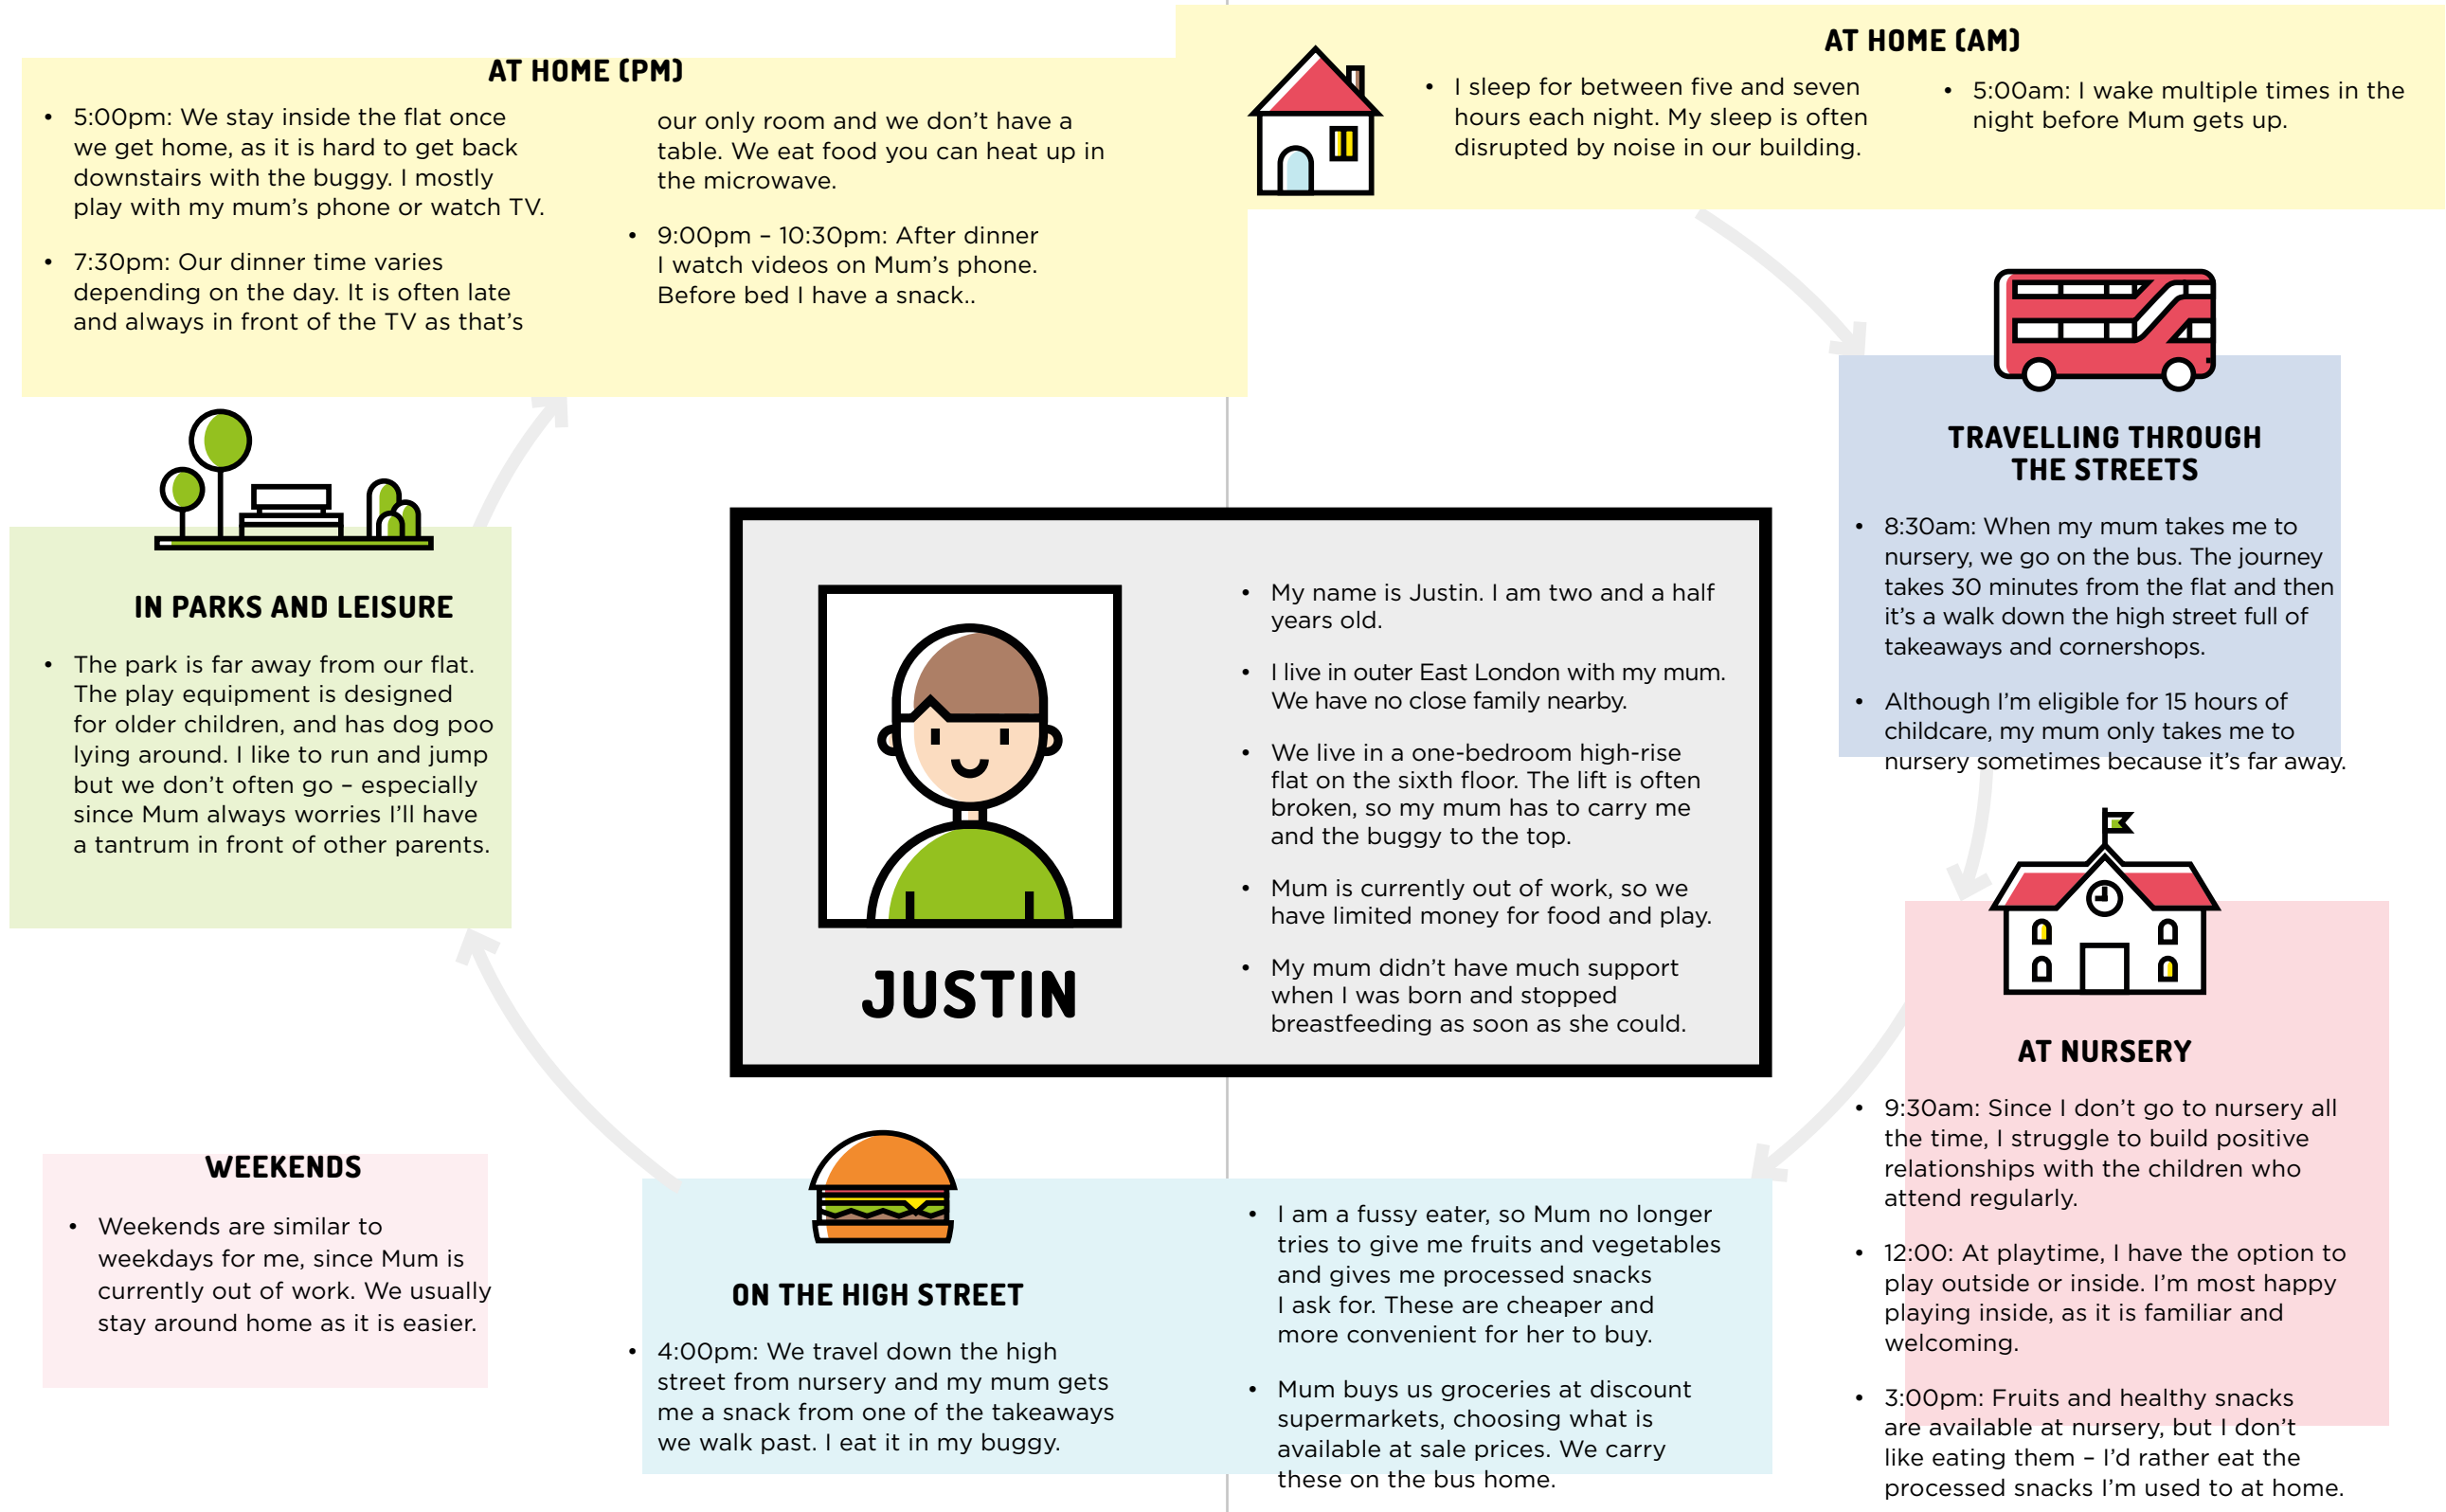 AT HOME (PM)
• 5:00pm: We stay inside the flat once
we get home, as it is hard to get back
downstairs with the buggy. I mostly
play with my mum's phone or watch TV.
• 7:30pm: Our dinner time varies
depending on the day. It is often late
and always in front of the TV as that's
our only room and we don't have a
table. We eat food you can heat up in
the microwave.
• 9:00pm – 10:30pm: After dinner
I watch videos on Mum's phone.
Before bed I have a snack..
AT HOME (AM)
• I sleep for between five and seven
hours each night. My sleep is often
disrupted by noise in our building.
• 5:00am: I wake multiple times in the
night before Mum gets up.
TRAVELLING THROUGH
THE STREETS
• 8:30am: When my mum takes me to
nursery, we go on the bus. The journey
takes 30 minutes from the flat and then
it's a walk down the high street full of
takeaways and cornershops.
• Although I'm eligible for 15 hours of
childcare, my mum only takes me to
nursery sometimes because it's far away.
IN PARKS AND LEISURE
• The park is far away from our flat.
The play equipment is designed
for older children, and has dog poo
lying around. I like to run and jump
but we don't often go – especially
since Mum always worries I'll have
a tantrum in front of other parents.
JUSTIN
• My name is Justin. I am two and a half
years old.
• I live in outer East London with my mum.
We have no close family nearby.
• We live in a one-bedroom high-rise
flat on the sixth floor. The lift is often
broken, so my mum has to carry me
and the buggy to the top.
• Mum is currently out of work, so we
have limited money for food and play.
• My mum didn't have much support
when I was born and stopped
breastfeeding as soon as she could.
AT NURSERY
• 9:30am: Since I don't go to nursery all
the time, I struggle to build positive
relationships with the children who
attend regularly.
• 12:00: At playtime, I have the option to
play outside or inside. I'm most happy
playing inside, as it is familiar and
welcoming.
• 3:00pm: Fruits and healthy snacks
are available at nursery, but I don't
like eating them – I'd rather eat the
processed snacks I'm used to at home.
WEEKENDS
• Weekends are similar to
weekdays for me, since Mum is
currently out of work. We usually
stay around home as it is easier.
ON THE HIGH STREET
• 4:00pm: We travel down the high
street from nursery and my mum gets
me a snack from one of the takeaways
we walk past. I eat it in my buggy.
• I am a fussy eater, so Mum no longer
tries to give me fruits and vegetables
and gives me processed snacks
I ask for. These are cheaper and
more convenient for her to buy.
• Mum buys us groceries at discount
supermarkets, choosing what is
available at sale prices. We carry
these on the bus home.